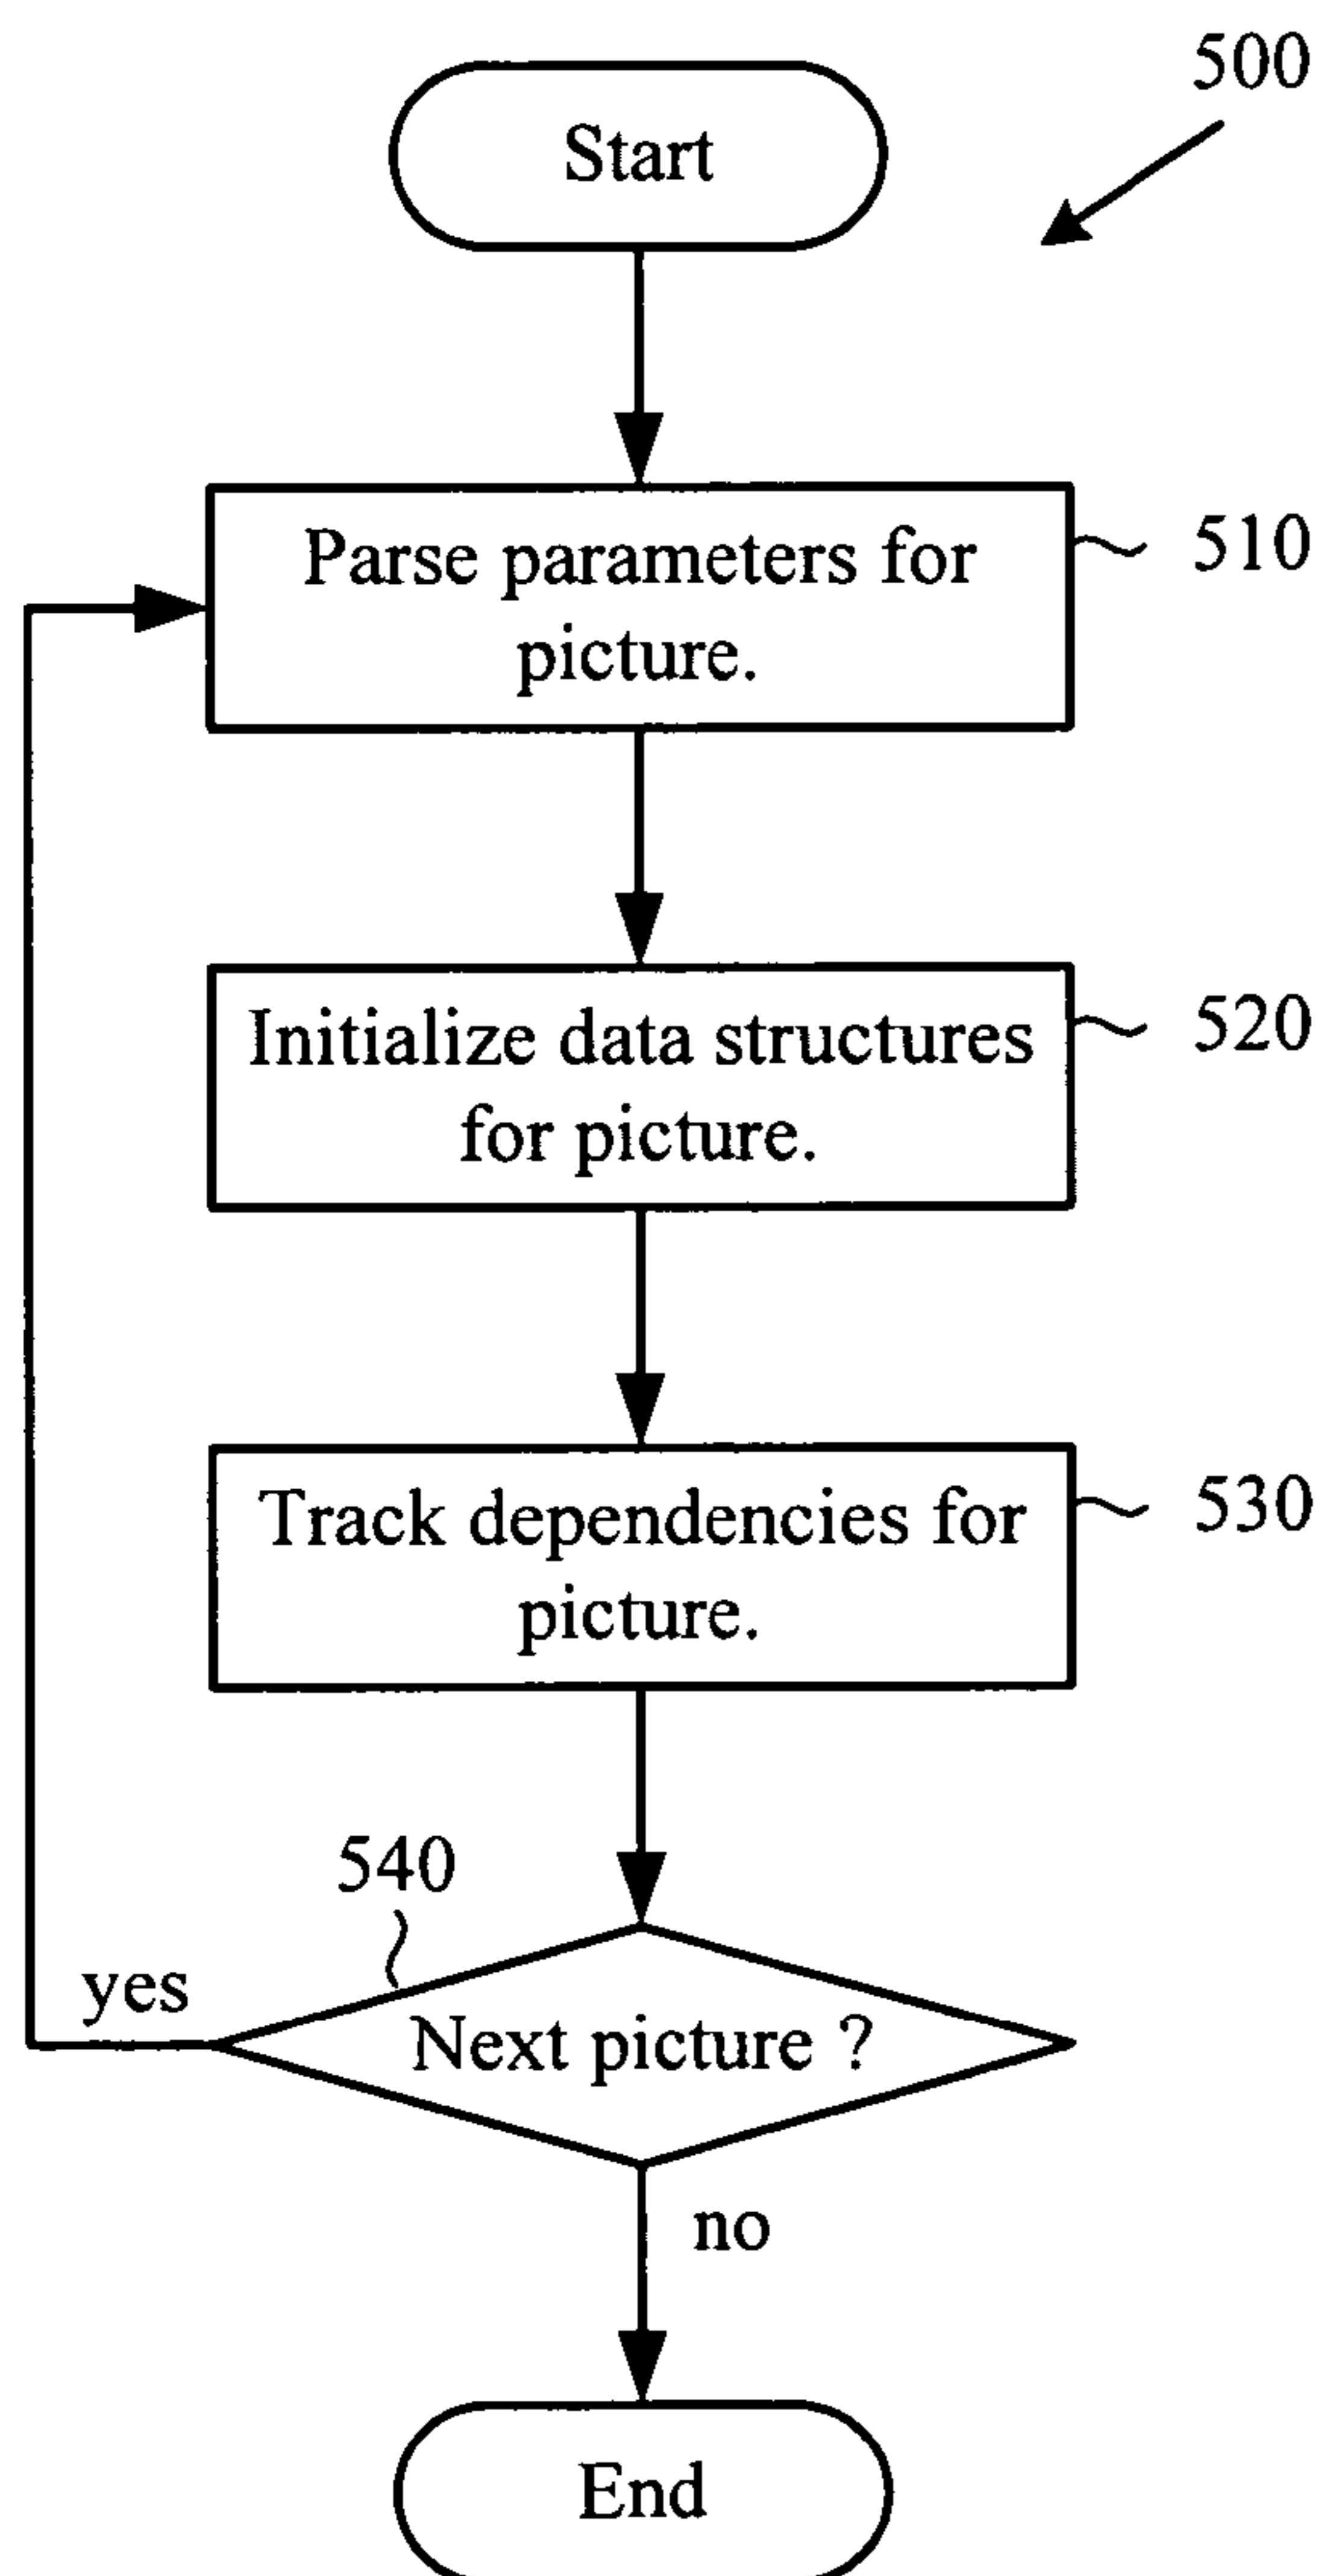 500
Start
Parse parameters for
picture.
510
Initialize data structures
for picture.
520
Track dependencies for
picture.
530
540
yes
Next picture ?
no
End